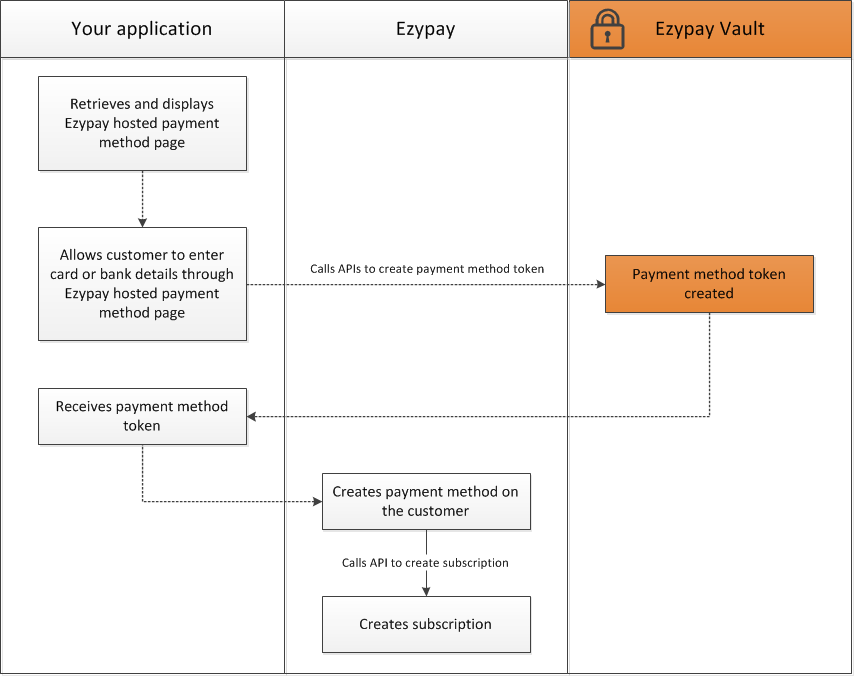 Your application
Ezypay
Ezypay Vault
Retrieves and displays
Ezypay hosted payment
method page
Allows customer to enter
card or bank details through
Ezypay hosted payment
method page
Calls APIs to create payment method token
Payment method token
created
Receives payment method
token
Creates payment method on
the customer
Calls API to create subscription
Creates subscription